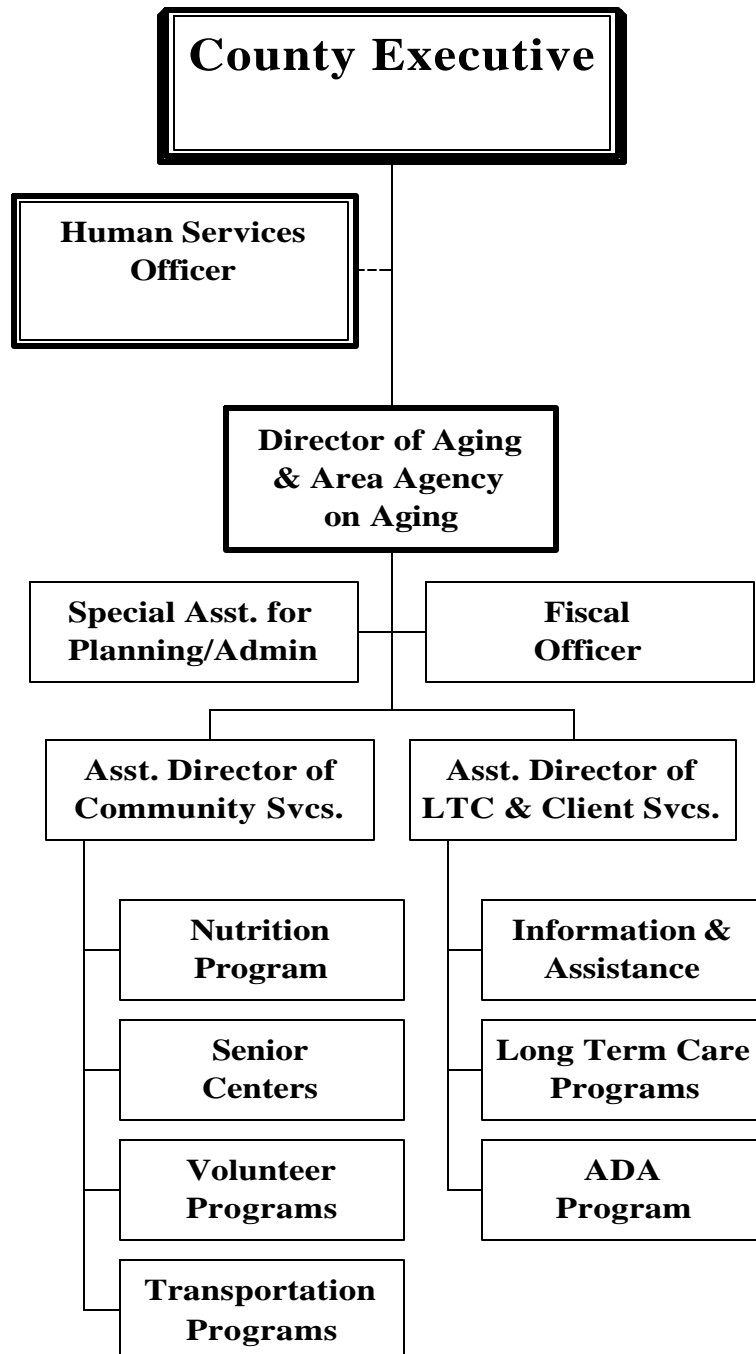 County Executive
Human Services
Officer
Director of Aging
& Area Agency
on Aging
Special Asst. for
Planning/Admin
Fiscal
Officer
Asst. Director of
Community Svcs.
Asst. Director of
LTC & Client Svcs.
Nutrition
Program
Senior
Centers
Volunteer
Programs
Transportation
Programs
Information &
Assistance
Long Term Care
Programs
ADA
Program